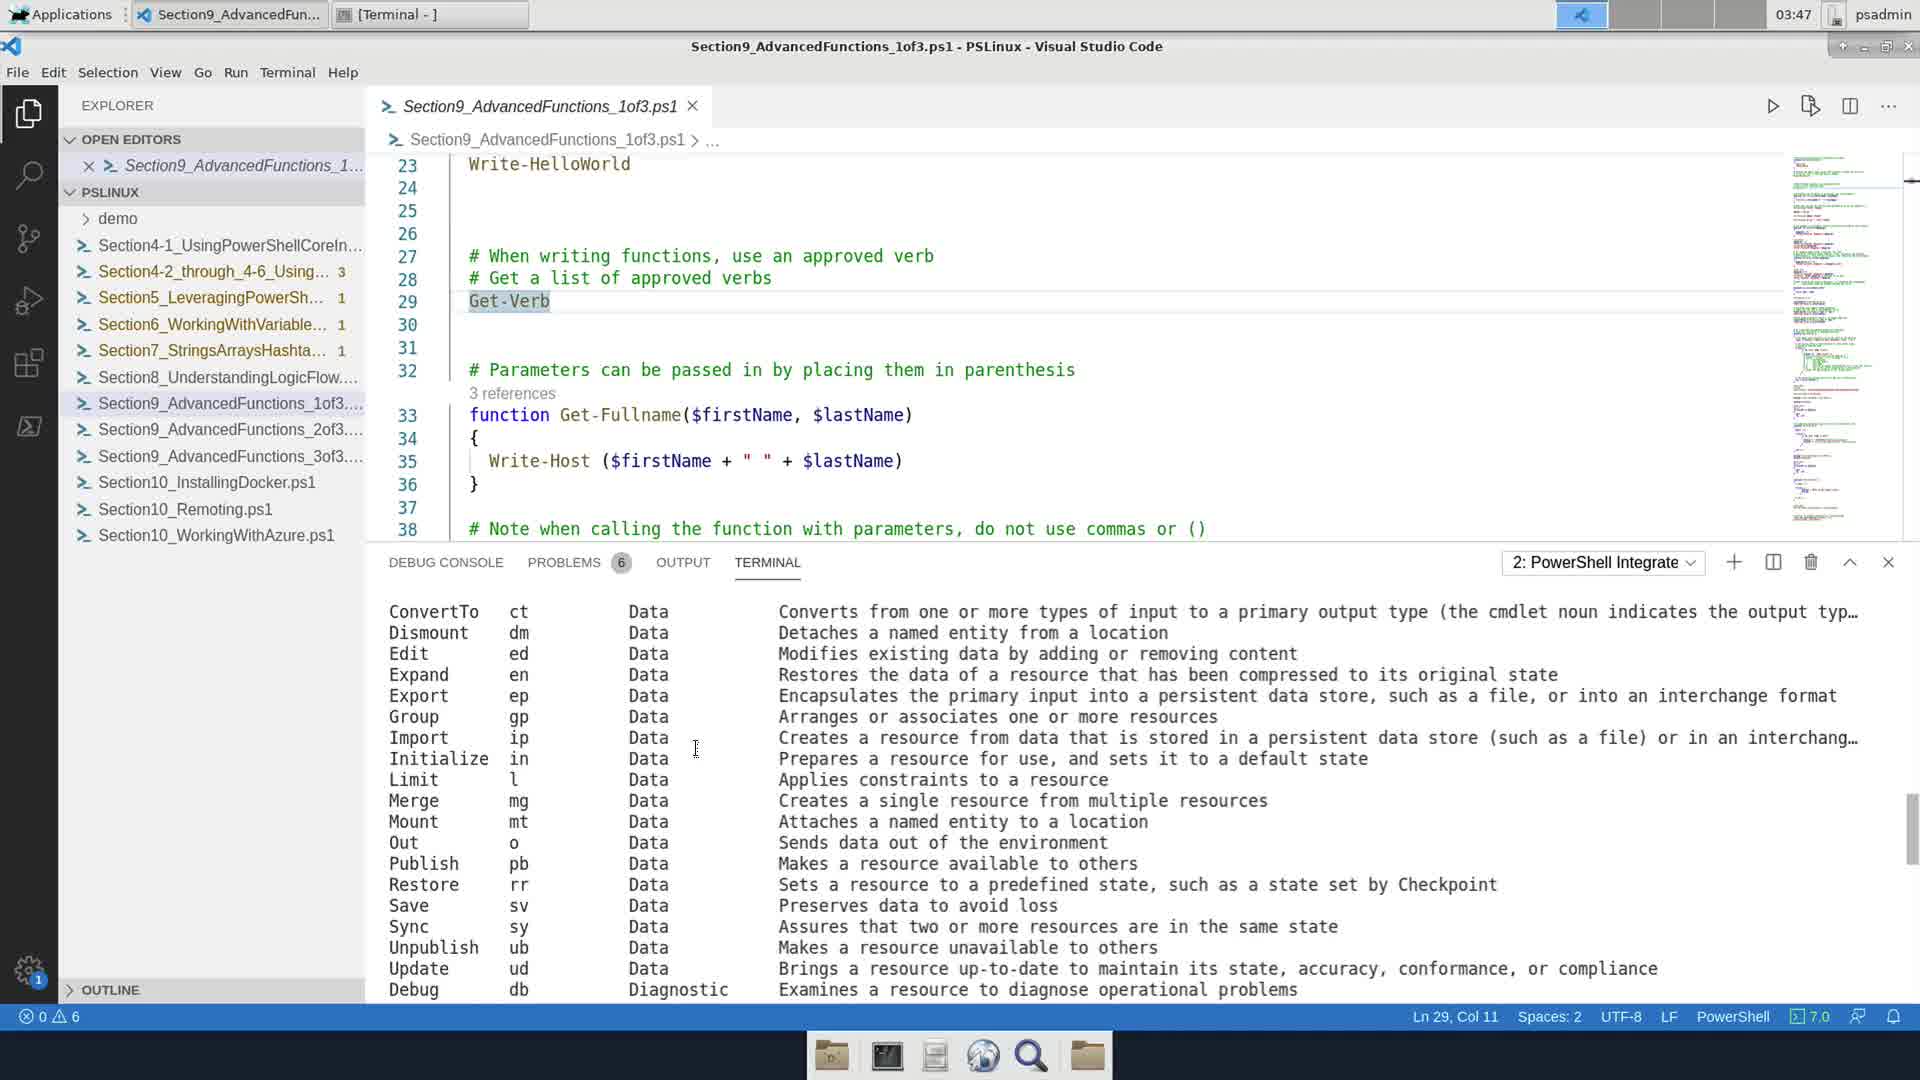 Applications
Section9_AdvancedFun...
[Terminal - ]
03:47
psadmin
Section9_AdvancedFunctions_1of3.ps1 - PSLinux - Visual Studio Code
File Edit Selection View Go Run Terminal Help
EXPLORER
OPEN EDITORS
Section9_AdvancedFunctions_1...
PSLINUX
demo
Section4-1_UsingPowerShellCoreIn...
Section4-2_through_4-6_Using... 3
Section5_LeveragingPowerSh... 1
Section6_WorkingWithVariable... 1
Section7_StringsArraysHashta... 1
Section8_UnderstandingLogicFlow....
Section9_AdvancedFunctions_1of3....
Section9_AdvancedFunctions_2of3....
Section9_AdvancedFunctions_3of3....
Section10_InstallingDocker.ps1
Section10_Remoting.ps1
Section10_WorkingWithAzure.ps1
OUTLINE
1
Section9_AdvancedFunctions_1of3.ps1
Section9_AdvancedFunctions_1of3.ps1 > ...
23 Write-HelloWorld
24
25
26
27 # When writing functions, use an approved verb
28 # Get a list of approved verbs
29 Get-Verb
30
31
32 # Parameters can be passed in by placing them in parenthesis
3 references
33 function Get-Fullname($firstName, $lastName)
34 {
35 Write-Host ($firstName + " " + $lastName)
36 }
37
38 # Note when calling the function with parameters, do not use commas or ()
DEBUG CONSOLE PROBLEMS 6 OUTPUT TERMINAL
2: PowerShell Integrate
ConvertTo ct Data Converts from one or more types of input to a primary output type (the cmdlet noun indicates the output typ…
Dismount dm Data Detaches a named entity from a location
Edit ed Data Modifies existing data by adding or removing content
Expand en Data Restores the data of a resource that has been compressed to its original state
Export ep Data Encapsulates the primary input into a persistent data store, such as a file, or into an interchange format
Group gp Data Arranges or associates one or more resources
Import ip Data Creates a resource from data that is stored in a persistent data store (such as a file) or in an interchang…
Initialize in Data Prepares a resource for use, and sets it to a default state
Limit l Data Applies constraints to a resource
Merge mg Data Creates a single resource from multiple resources
Mount mt Data Attaches a named entity to a location
Out o Data Sends data out of the environment
Publish pb Data Makes a resource available to others
Restore rr Data Sets a resource to a predefined state, such as a state set by Checkpoint
Save sv Data Preserves data to avoid loss
Sync sy Data Assures that two or more resources are in the same state
Unpublish ub Data Makes a resource unavailable to others
Update ud Data Brings a resource up-to-date to maintain its state, accuracy, conformance, or compliance
Debug db Diagnostic Examines a resource to diagnose operational problems
0 6
Ln 29, Col 11 Spaces: 2 UTF-8 LF PowerShell 7.0